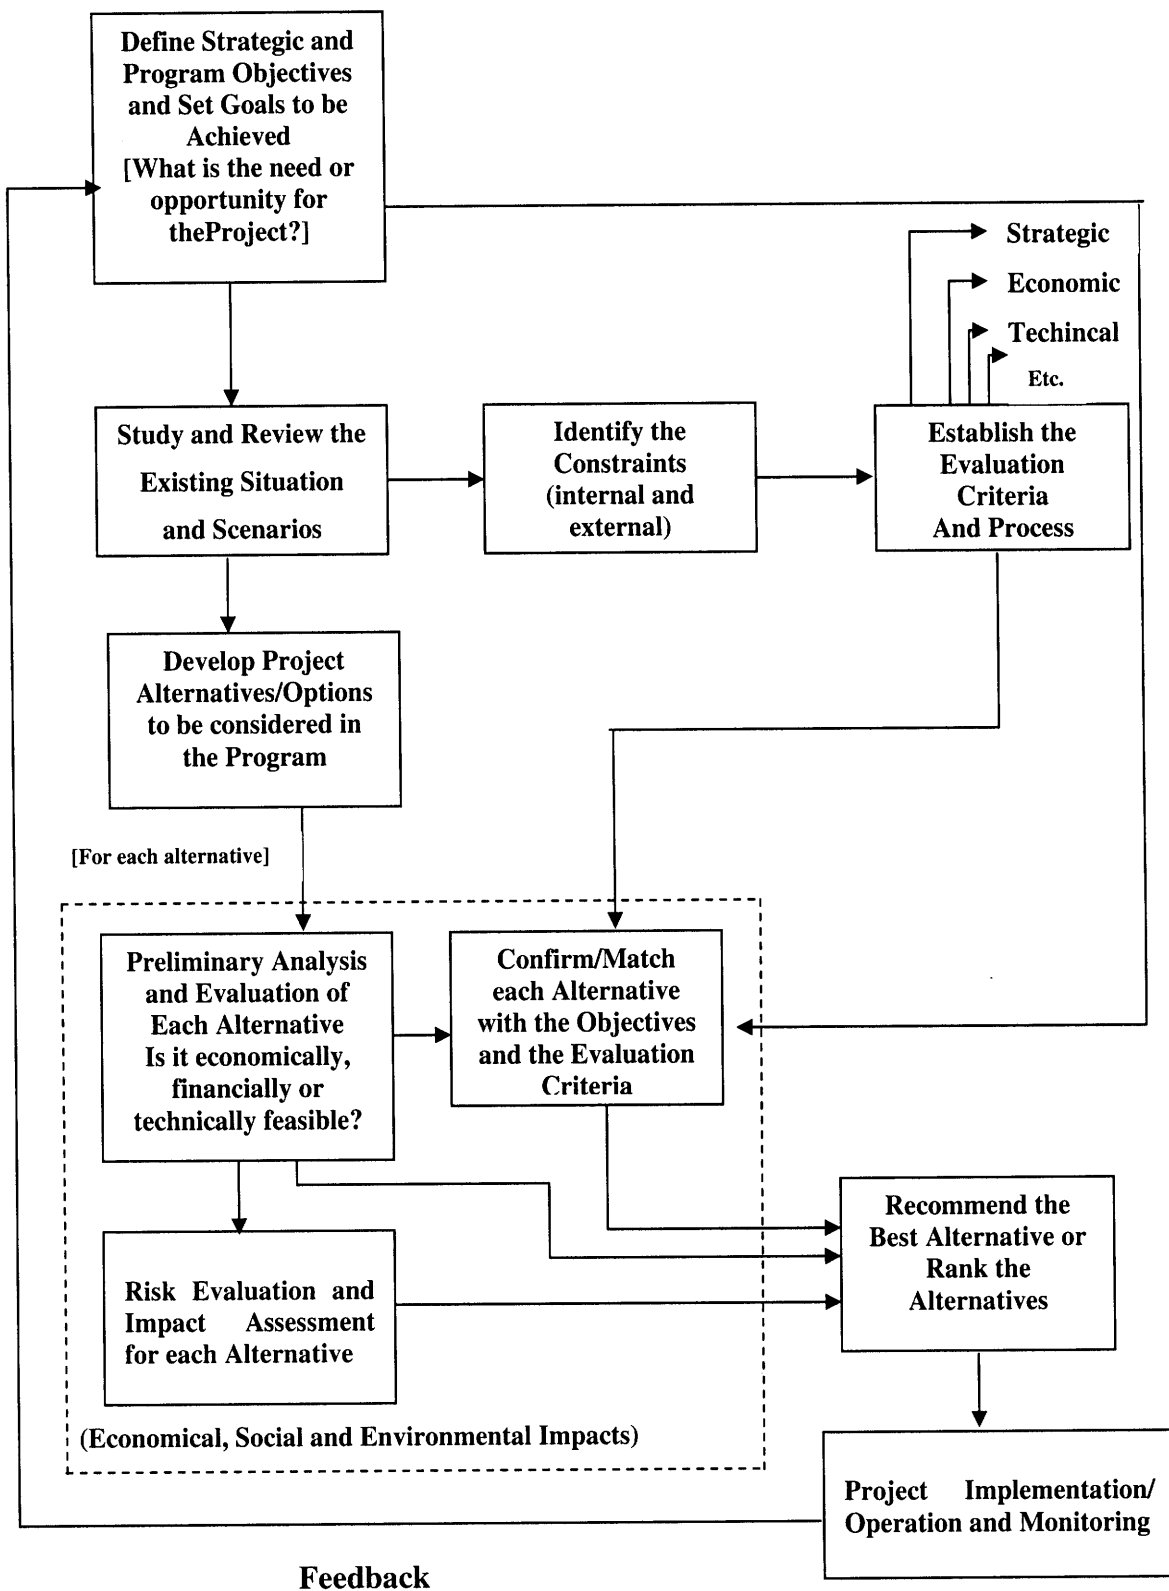 Define Strategic and
Program Objectives
and Set Goals to be
Achieved
[What is the need or
opportunity for
theProject?]
Strategic
Economic
Techincal
Etc.
Study and Review the
Existing Situation
and Scenarios
Identify the
Constraints
(internal and
external)
Establish the
Evaluation
Criteria
And Process
Develop Project
Alternatives/Options
to be considered in
the Program
[For each alternative]
Preliminary Analysis
and Evaluation of
Each Alternative
Is it economically,
financially or
technically feasible?
Confirm/Match
each Alternative
with the Objectives
and the Evaluation
Criteria
Risk Evaluation and
Impact Assessment
for each Alternative
(Economical, Social and Environmental Impacts)
Recommend the
Best Alternative or
Rank the
Alternatives
Project Implementation/
Operation and Monitoring
Feedback